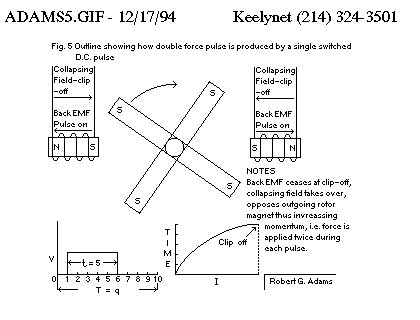 ADAMS5.GIF - 12/17/94 Keelynet (214) 324-3501
Fig. 5 Outline showing how double force pulse is produced by a single switched
D.C. pulse
Collapsing
Field-clip
-off
Back EMF
Pulse on
N S
S
S
S
S
Collapsing
Field-clip
-off
Back EMF
Pulse on
S N
NOTES
Back EMF ceases at clip-off,
collapsing field takes over,
opposes outgoing rotor
magnet thus invreassing
momentum, i.e. force is
applied twice during
each pulse.
V
t = 5
0 1 2 3 4 5 6 7 8 9 10
T = q
T
I
M
E
Clip off
I
Robert G. Adams